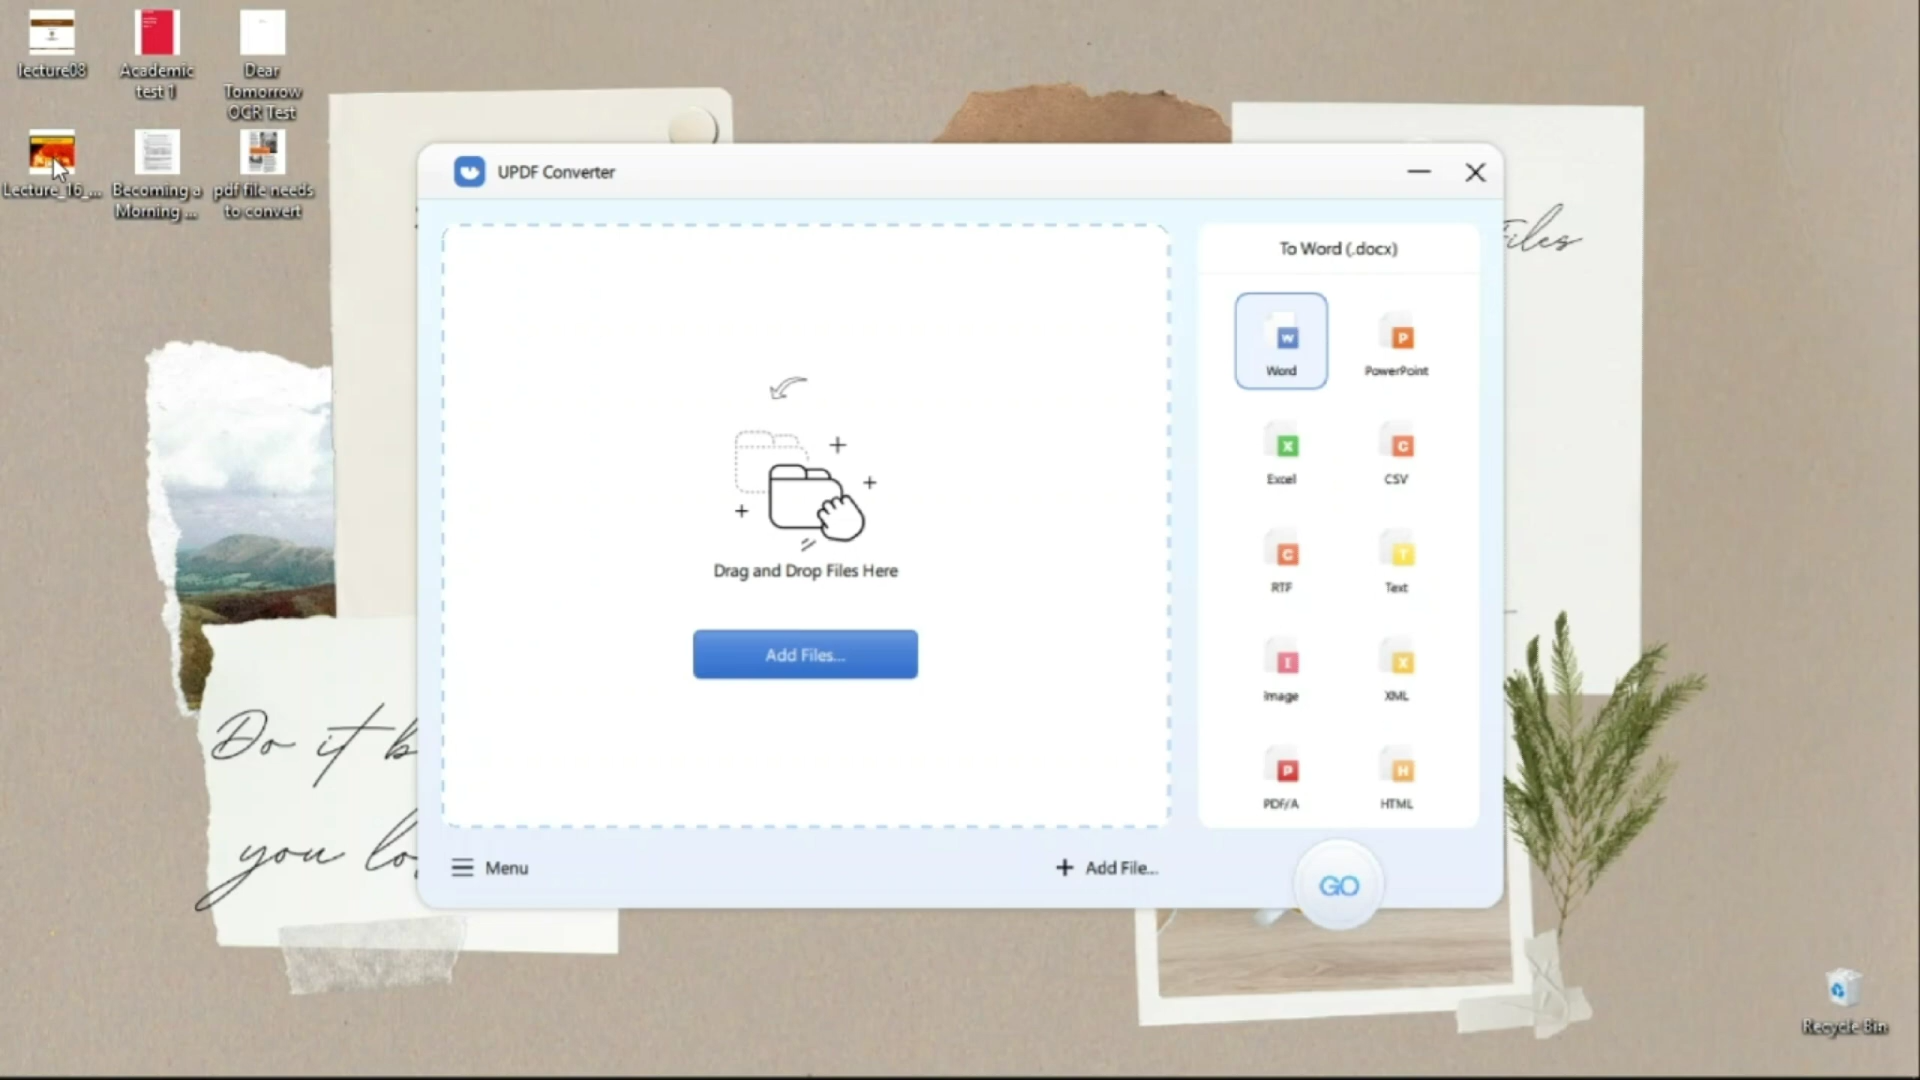 lecture08
Academic
test 1
Dear
Tomorrow
OCR Test
Lecture_16_...
Becoming a
Morning ...
pdf file needs
to convert
UPDF Converter
Files
To Word (.docx)
W
Word
P
PowerPoint
X
Excel
C
CSV
C
RTF
T
Text
I
Image
X
XML
P
PDF/A
H
HTML
Drag and Drop Files Here
Add Files...
Do it b
you lo
Menu
Add File...
GO
Recycle Bin